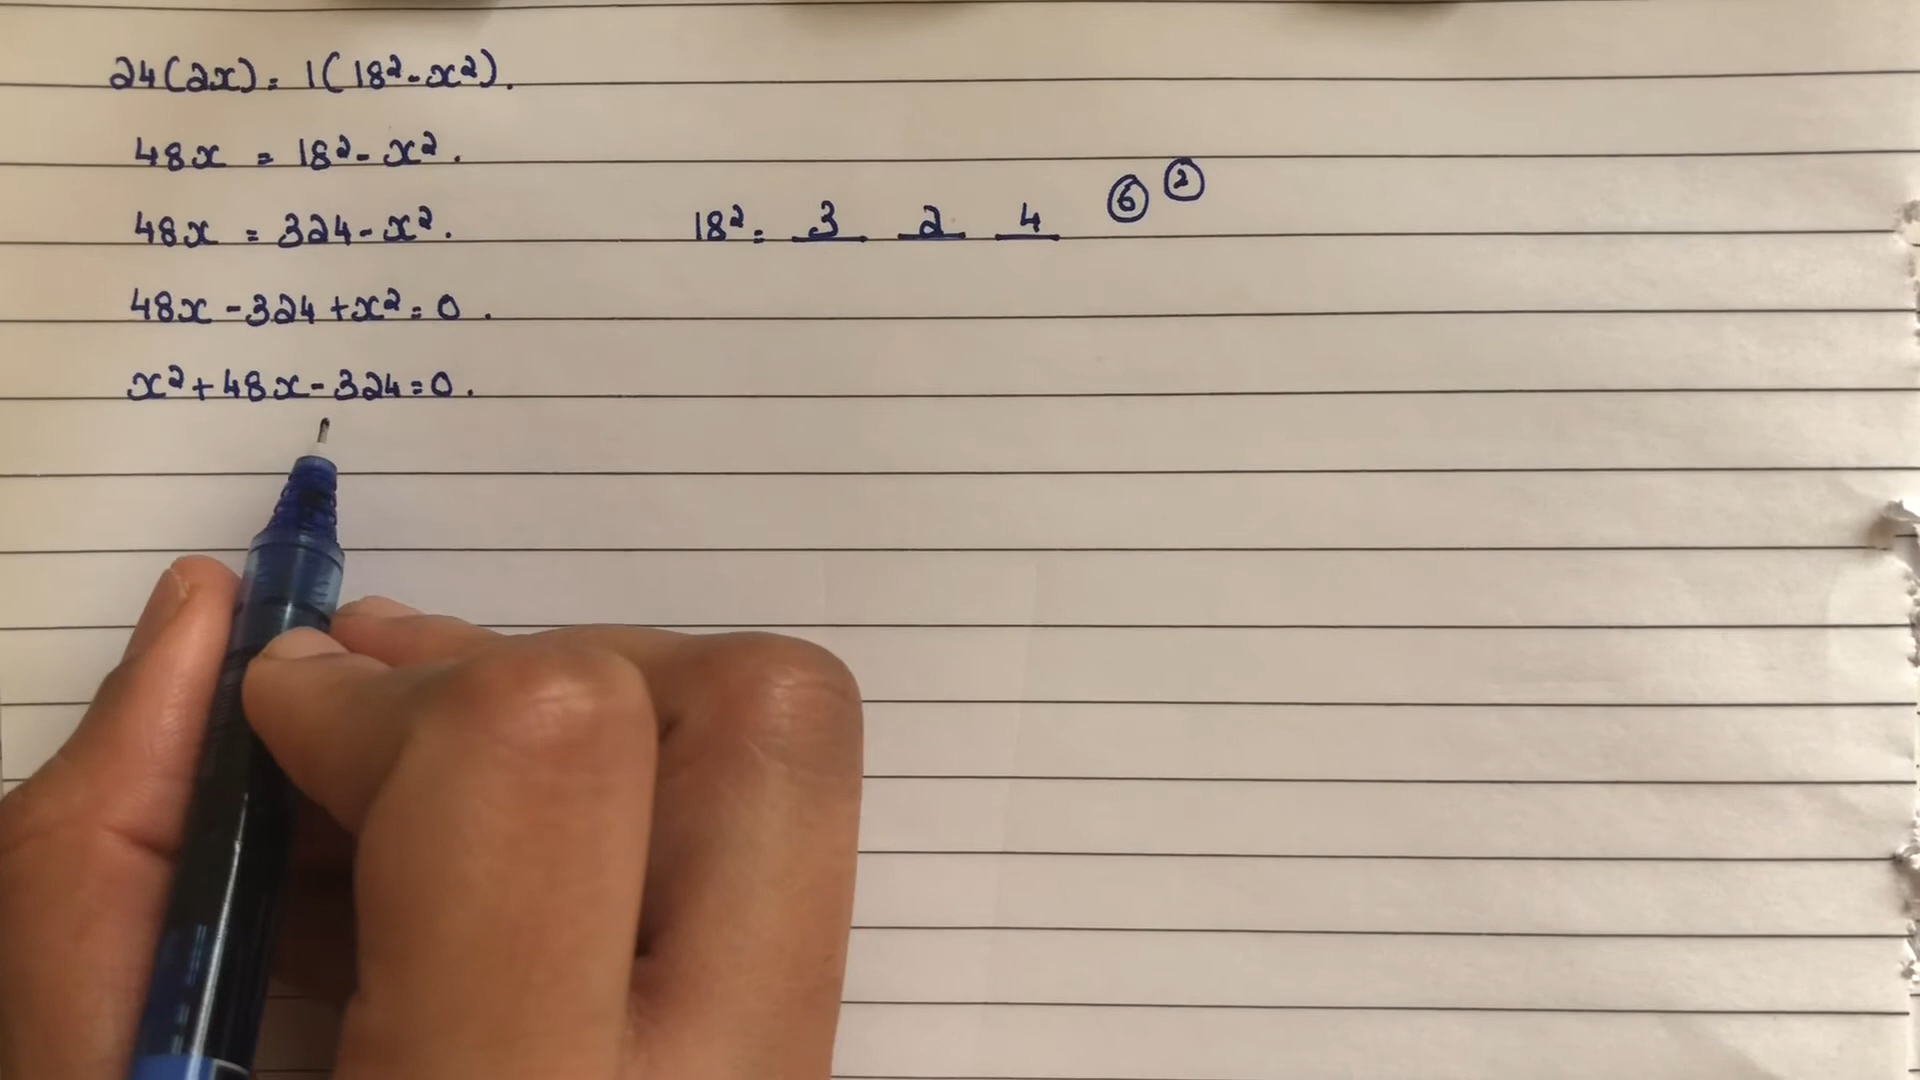 24(2x) = 1(18²-x²).
48x = 18²-x².
48x = 324-x².
18² = 3 2 4 ⑥ ②
48x-324+x²=0.
x²+48x-324=0.